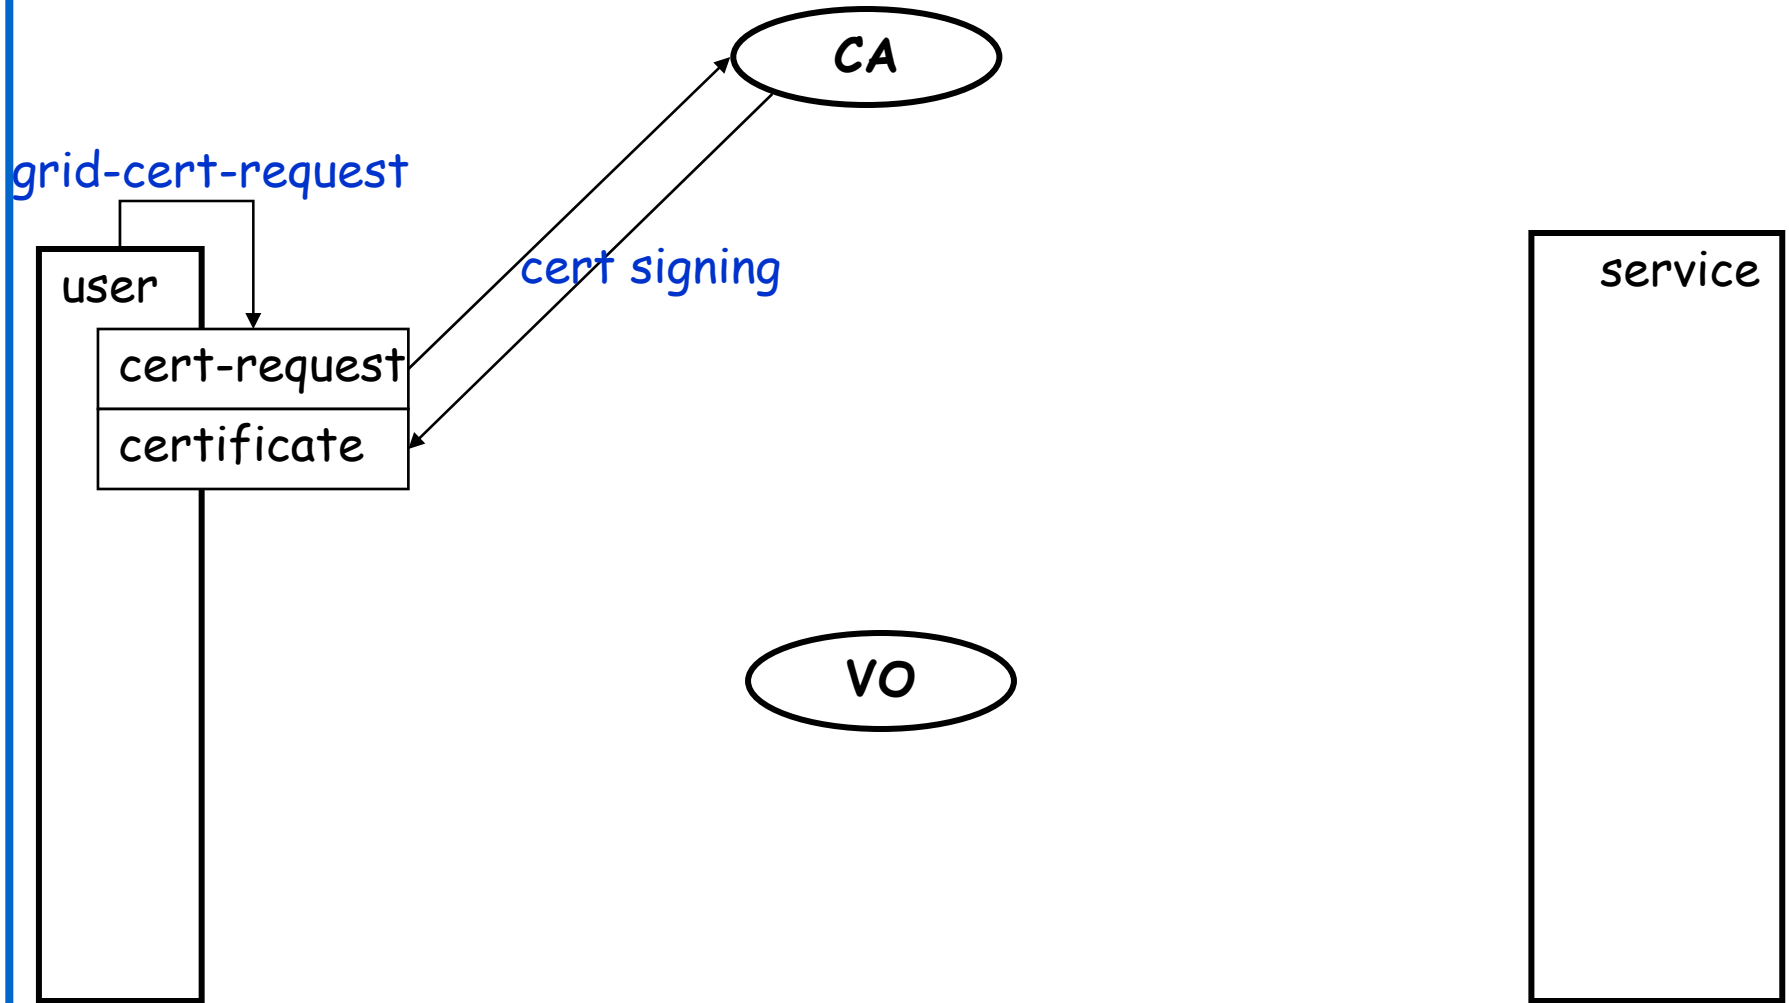 CA
grid-cert-request
cert signing
user
service
cert-request
certificate
VO